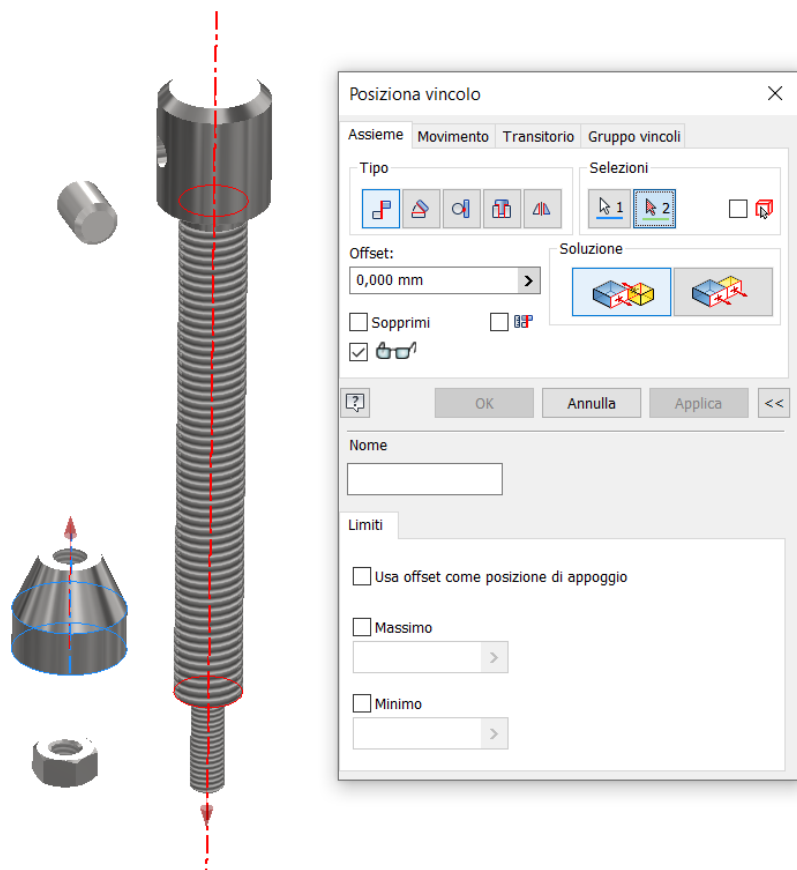 Posiziona vincolo
Assieme Movimento Transitorio Gruppo vincoli
Tipo Selezioni
1 2
Offset: Soluzione
0,000 mm
Sopprimi
OK Annulla Applica <<
Nome
Limiti
Usa offset come posizione di appoggio
Massimo
Minimo